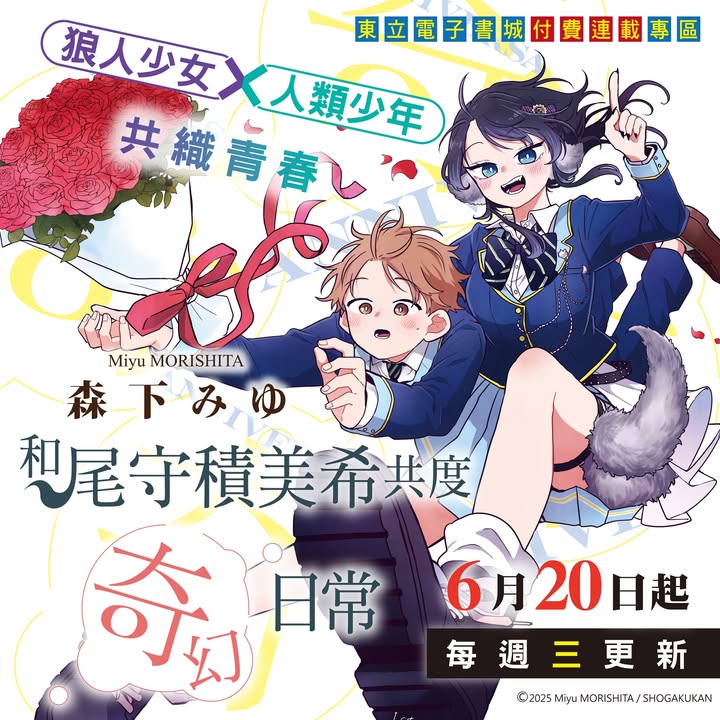 東立電子書城付費連載專區
狼人少女×人類少年
共織青春
Miyu MORISHITA
森下みゆ
和尾守積美希共度
奇幻日常
6月20日起
每週三更新
©2025 Miyu MORISHITA / SHOGAKUKAN